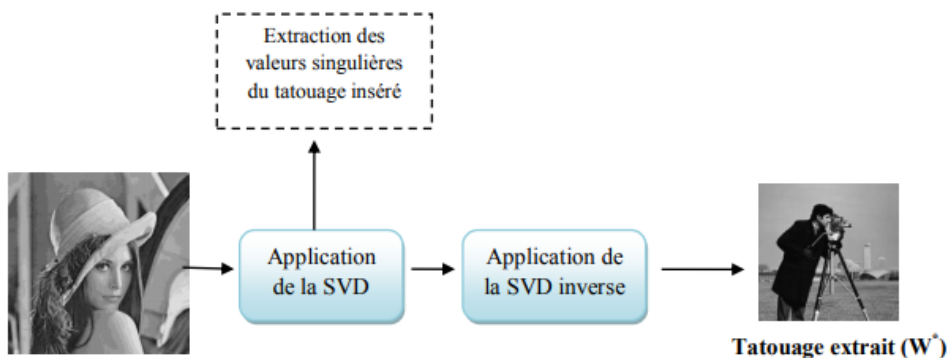 Extraction des
valeurs singulières
du tatouage inséré
Application
de la SVD
Application de
la SVD inverse
Tatouage extrait (W*)